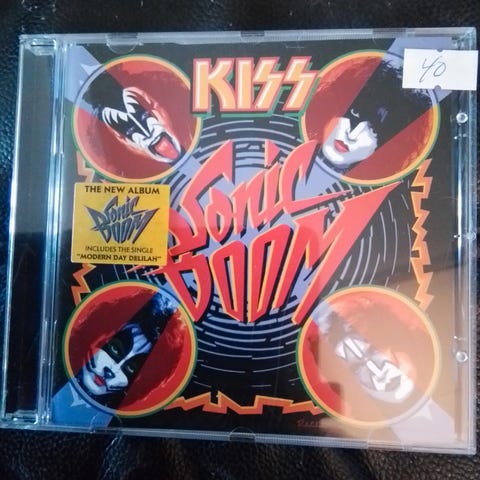 KISS
40
SONIC
BOOM
THE NEW ALBUM
SONIC
BOOM
INCLUDES THE SINGLE
"MODERN DAY DELILAH"